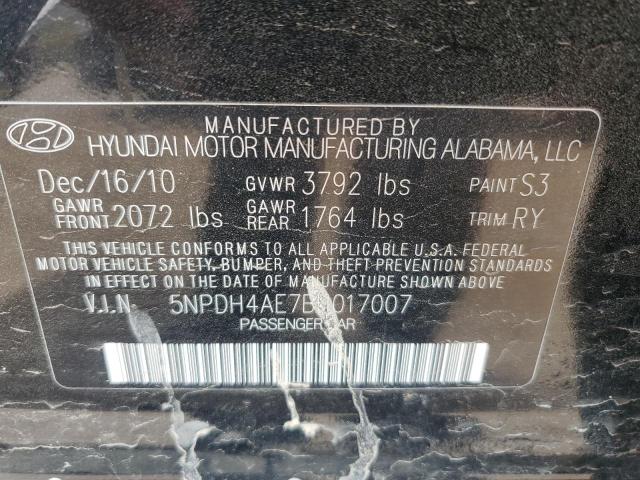 MANUFACTURED BY
HYUNDAI MOTOR MANUFACTURING ALABAMA, LLC
Dec/16/10 GVWR 3792 lbs PAINT S3
GAWR FRONT 2072 lbs GAWR REAR 1764 lbs TRIM RY
THIS VEHICLE CONFORMS TO ALL APPLICABLE U.S.A. FEDERAL
MOTOR VEHICLE SAFETY, BUMPER, AND THEFT PREVENTION STANDARDS
IN EFFECT ON THE DATE OF MANUFACTURE SHOWN ABOVE
V.I.N
PASSENGER CAR